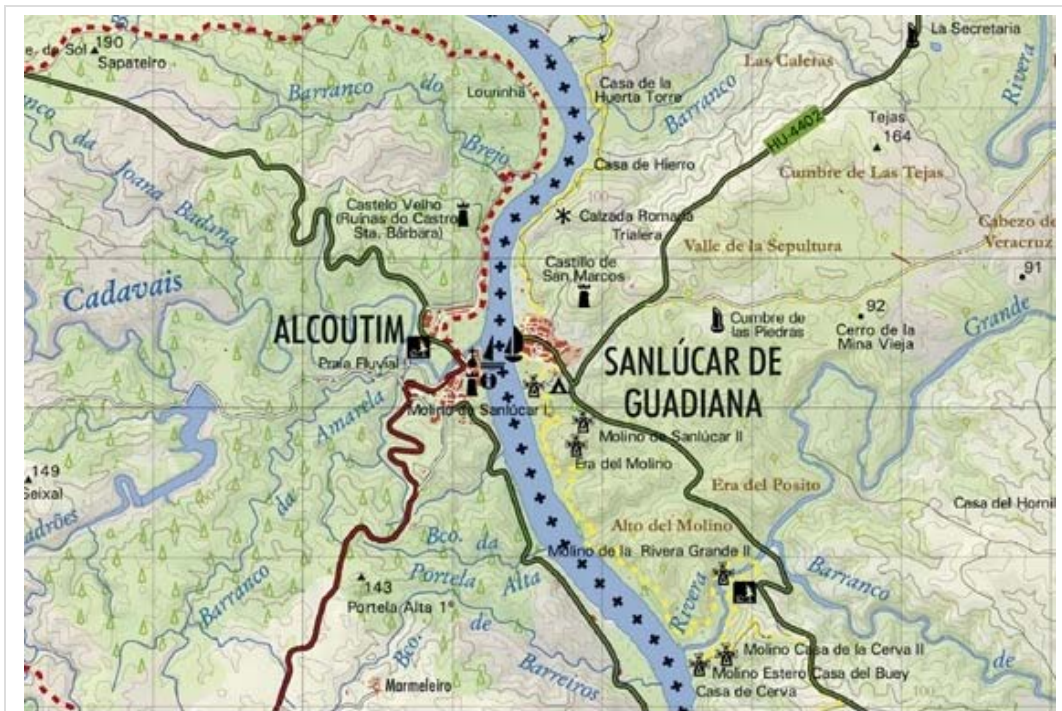 La Secretaria
190
Sapateiro
Las Caleras
Rivera
Barranco do
Lourinha
Casa de la
Huerta Torre
Barranco
Tejas
164
HU-4402
da
Joana Badana
Brejo
Casa de Hierro
100
Cumbre de Las Tejas
Castelo Velho
(Ruínas do Castro
Sta. Bárbara)
Calzada Romana
Trialera
Cabezo de
Veracruz
Valle de la Sepultura
Castillo de
San Marcos
91
Cadavais
92
Grande
ALCOUTIM
Cumbre de
las Piedras
Cerro de la
Mina Vieja
Praia Fluvial
SANLÚCAR DE
GUADIANA
Amarela
Molino de Sanlúcar I
Molino de Sanlúcar II
Era del Molino
149
Seixal
Era del Posito
da
Casa del Hornil
Alto del Molino
Bco. da
Molino de la Rivera Grande II
Barranco
Portela Alta
Barranco
143
Portela Alta 1º
Rivera
de
Bco.
Molino Casa de la Cerva II
de
Marmeleiro
Barreiros
Molino Estero Casa del Buey
Casa de Cerva
100